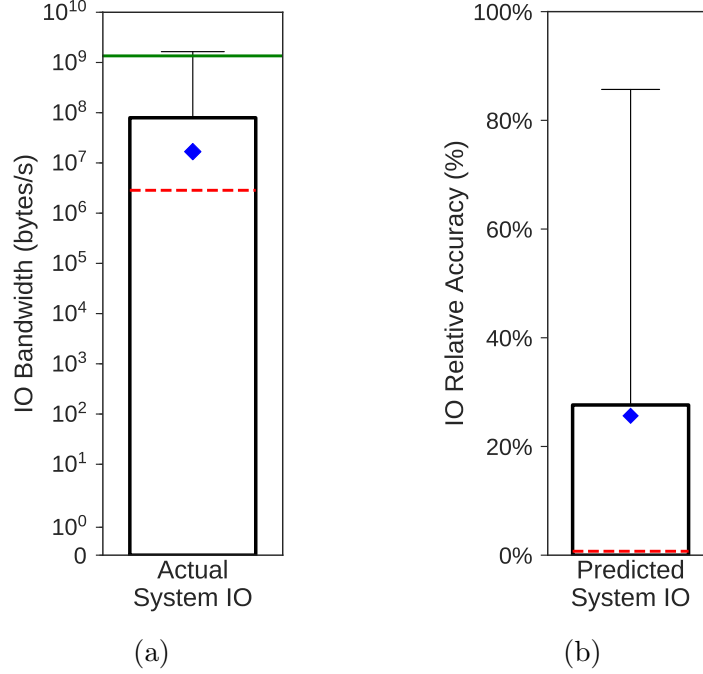 IO Bandwidth (bytes/s)
10^10
10^9
10^8
10^7
10^6
10^5
10^4
10^3
10^2
10^1
10^0
0
Actual
System IO
(a)
IO Relative Accuracy (%)
100%
80%
60%
40%
20%
0%
Predicted
System IO
(b)